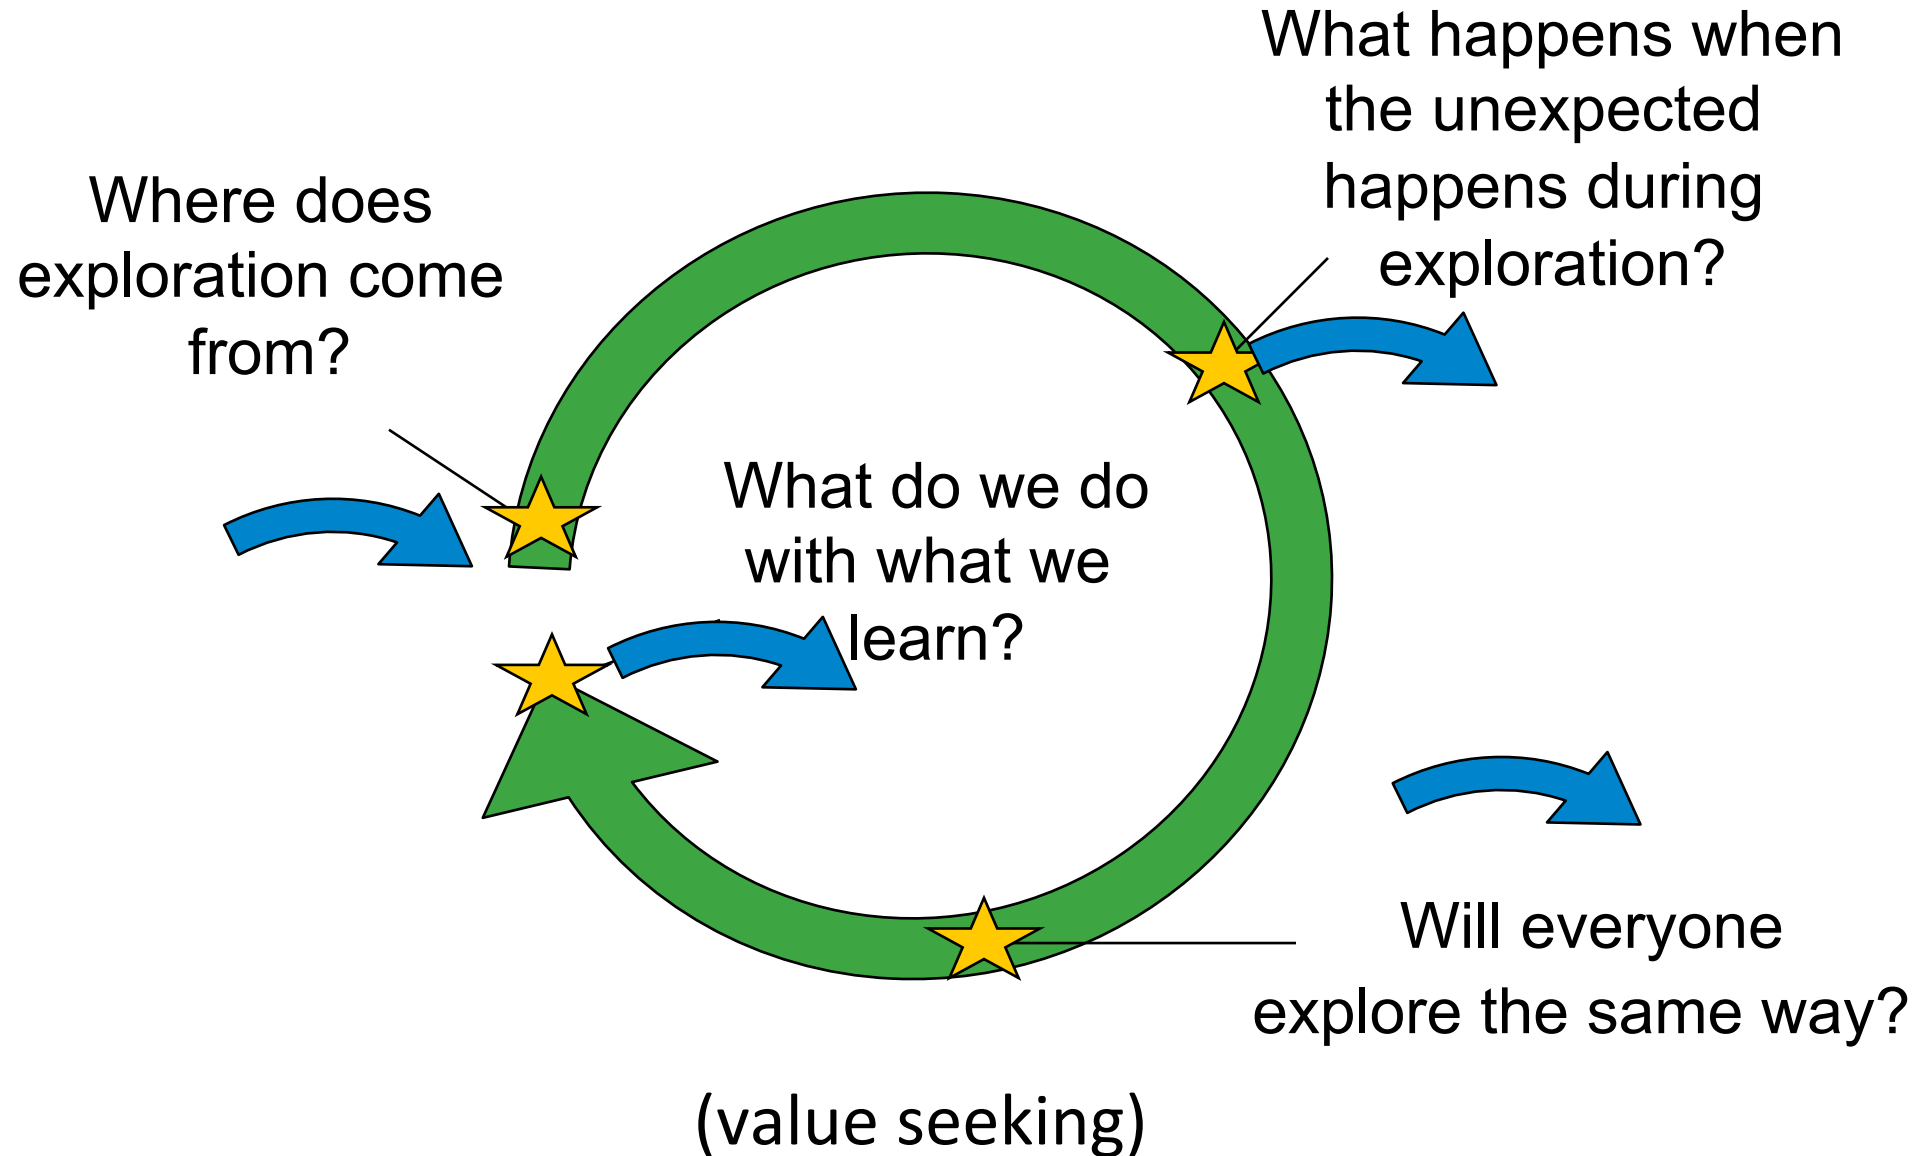 Where does
exploration come
from?
What happens when
the unexpected
happens during
exploration?
What do we do
with what we
learn?
Will everyone
explore the same way?
(value seeking)